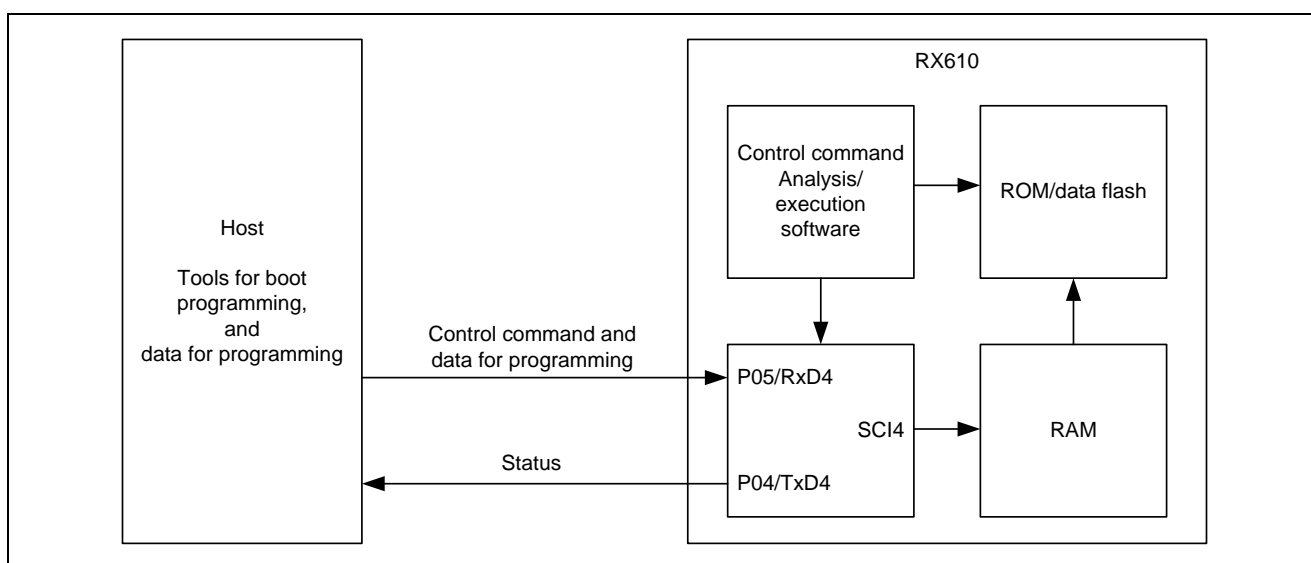 Host
Tools for boot
programming,
and
data for programming
Control command and
data for programming
Status
RX610
Control command
Analysis/
execution
software
ROM/data flash
P05/RxD4
SCI4
P04/TxD4
RAM